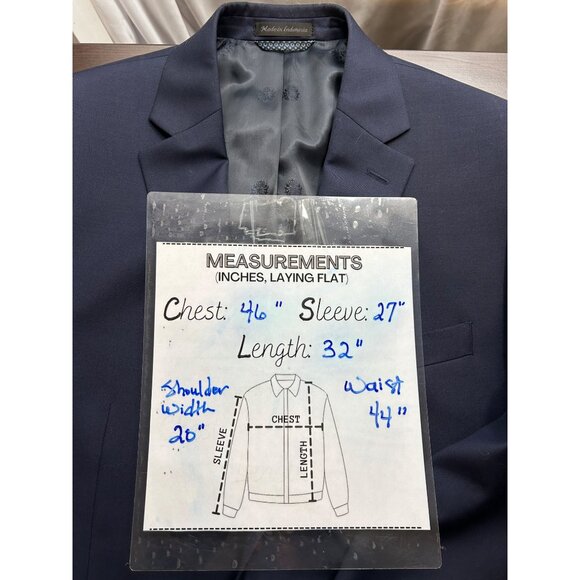 Made in Indonesia
MEASUREMENTS
(INCHES, LAYING FLAT)
Chest: 46" Sleeve: 27"
Length: 32"
Shoulder
width
20"
Waist
44"
SLEEVE
CHEST
LENGTH